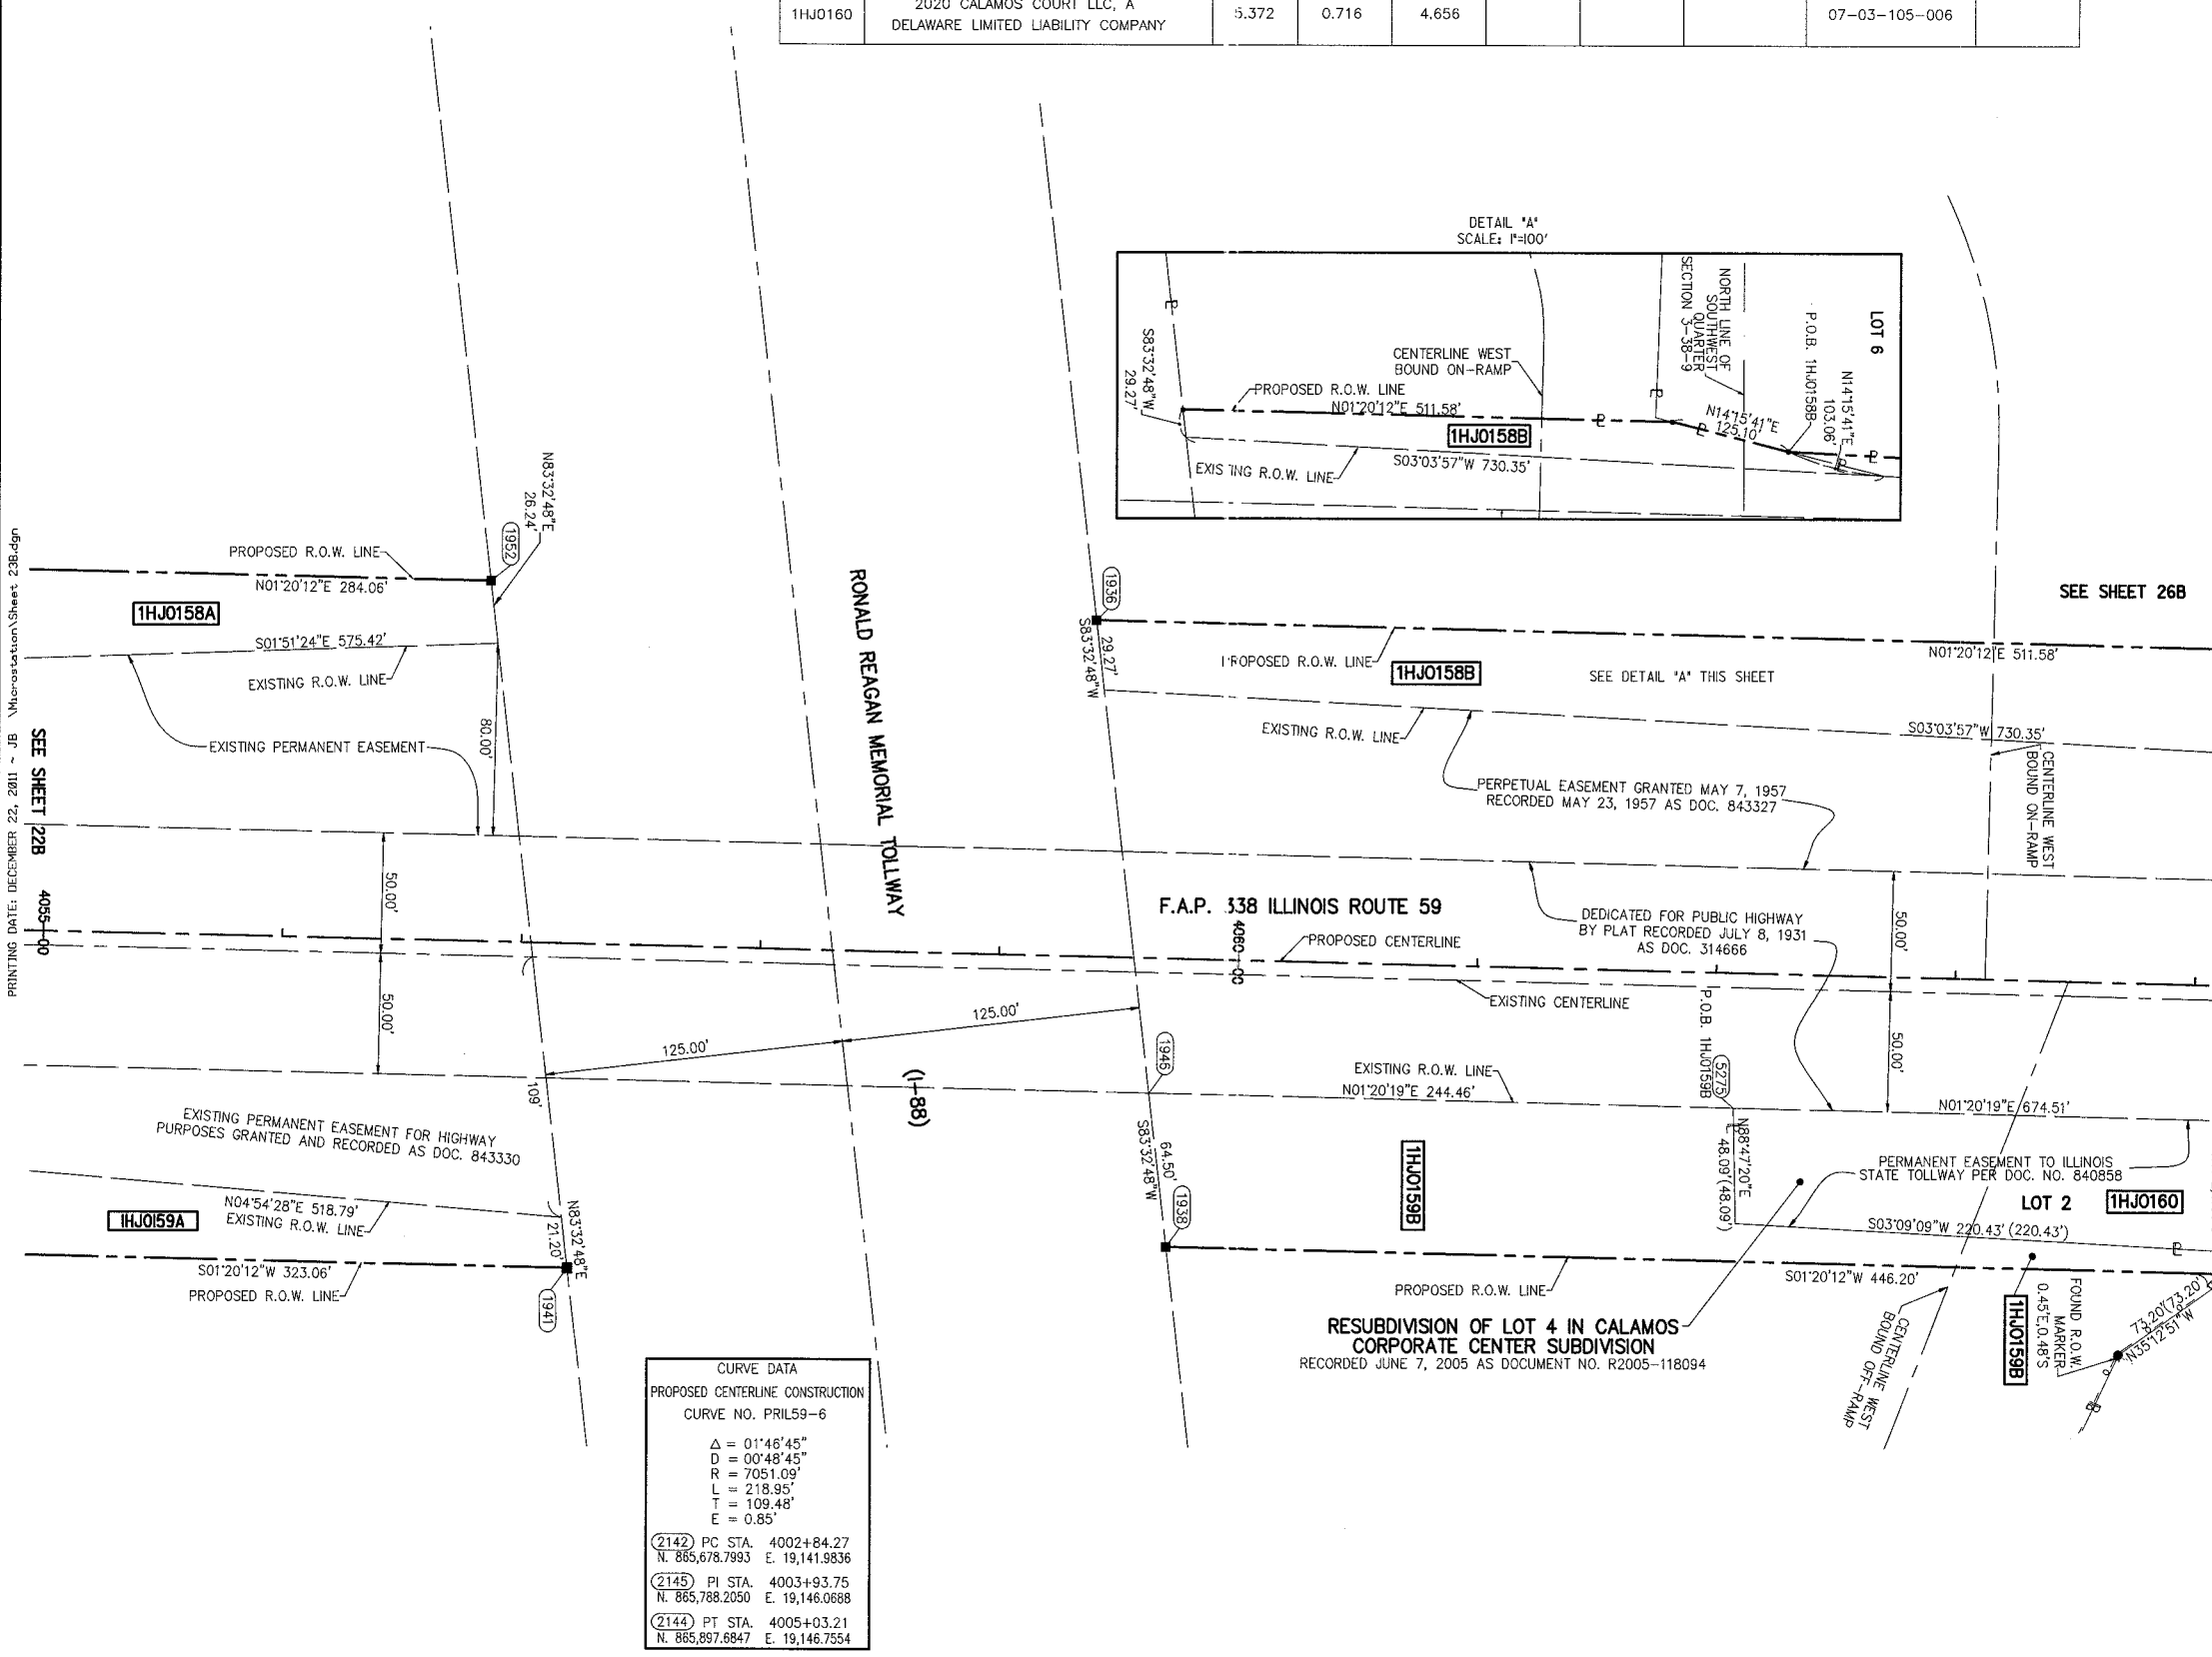 1HJ0160
2020 CALAMOS COURT LLC, A
DELAWARE LIMITED LIABILITY COMPANY
5.372
0.716
4.656
07-03-105-006
DETAIL "A"
SCALE: 1"=100'
S83°32'48"W
29.27'
PROPOSED R.O.W. LINE
N01°20'12"E 511.58'
CENTERLINE WEST
BOUND ON-RAMP
1HJ0158B
EXISTING R.O.W. LINE
S03°03'57"W 730.35'
NORTH LINE OF
SOUTHWEST
QUARTER
SECTION 3-38-9
N14°15'41"E
125.10'
P.O.B. 1HJ0158B
N14°15'41"E
103.06'
LOT 6
SEE SHEET 26B
PROPOSED R.O.W. LINE
N01°20'12"E 284.06'
1HJ0158A
S01°51'24"E 575.42'
EXISTING R.O.W. LINE
EXISTING PERMANENT EASEMENT
1952
N83°32'48"E
26.24'
80.00'
RONALD REAGAN MEMORIAL TOLLWAY
(I-88)
1936
29.27'
S83°32'48"W
PROPOSED R.O.W. LINE
1HJ0158B
SEE DETAIL "A" THIS SHEET
N01°20'12"E 511.58'
EXISTING R.O.W. LINE
S03°03'57"W 730.35'
PERPETUAL EASEMENT GRANTED MAY 7, 1957
RECORDED MAY 23, 1957 AS DOC. 843327
CENTERLINE WEST
BOUND ON-RAMP
SEE SHEET 22B
4055+00
PRINTING DATE: DECEMBER 22, 2011 ~ JB
\Microstation\Sheet 23B.dgn
50.00'
50.00'
F.A.P. 338 ILLINOIS ROUTE 59
4060+00
PROPOSED CENTERLINE
EXISTING CENTERLINE
DEDICATED FOR PUBLIC HIGHWAY
BY PLAT RECORDED JULY 8, 1931
AS DOC. 314666
50.00'
50.00'
125.00'
125.00'
109'
1946
EXISTING R.O.W. LINE
N01°20'19"E 244.46'
P.O.B. 1HJ0159B
5275
N88°47'20"E
48.09'(48.09')
N01°20'19"E 674.51'
EXISTING PERMANENT EASEMENT FOR HIGHWAY
PURPOSES GRANTED AND RECORDED AS DOC. 843330
N04°54'28"E 518.79'
EXISTING R.O.W. LINE
1HJ0159A
S01°20'12"W 323.06'
PROPOSED R.O.W. LINE
N83°32'48"E
21.20'
1941
64.50'
S83°32'48"W
1938
1HJ0159B
PERMANENT EASEMENT TO ILLINOIS
STATE TOLLWAY PER DOC. NO. 840858
LOT 2
1HJ0160
S03°09'09"W 220.43' (220.43')
S01°20'12"W 446.20'
PROPOSED R.O.W. LINE
RESUBDIVISION OF LOT 4 IN CALAMOS
CORPORATE CENTER SUBDIVISION
RECORDED JUNE 7, 2005 AS DOCUMENT NO. R2005-118094
CENTERLINE WEST
BOUND OFF-RAMP
1HJ0159B
FOUND R.O.W.
MARKER
0.45'E,0.48'S
73.20'(73.20')
N35°12'51"W
CURVE DATA
PROPOSED CENTERLINE CONSTRUCTION
CURVE NO. PRIL59-6
Δ = 01°46'45"
D = 00°48'45"
R = 7051.09'
L = 218.95'
T = 109.48'
E = 0.85'
2142 PC STA. 4002+84.27
N. 865,678.7993 E. 19,141.9836
2145 PI STA. 4003+93.75
N. 865,788.2050 E. 19,146.0688
2144 PT STA. 4005+03.21
N. 865,897.6847 E. 19,146.7554